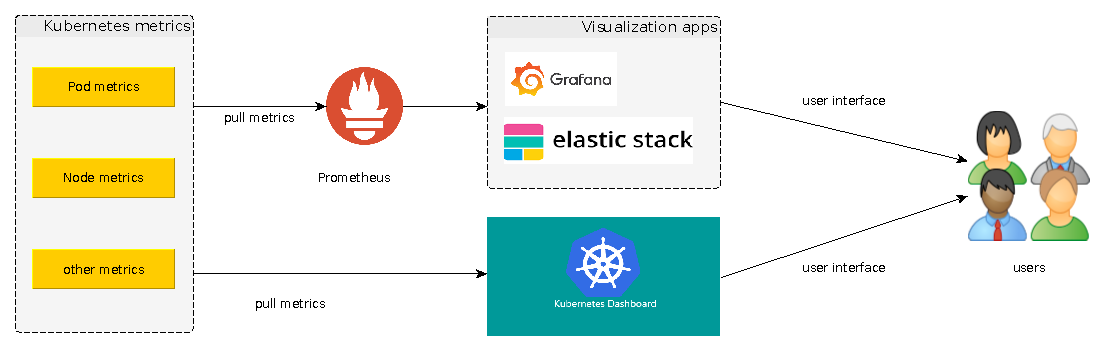 Kubernetes metrics
Pod metrics
Node metrics
other metrics
pull metrics
Prometheus
pull metrics
Visualization apps
Grafana
elastic stack
Kubernetes Dashboard
user interface
user interface
users